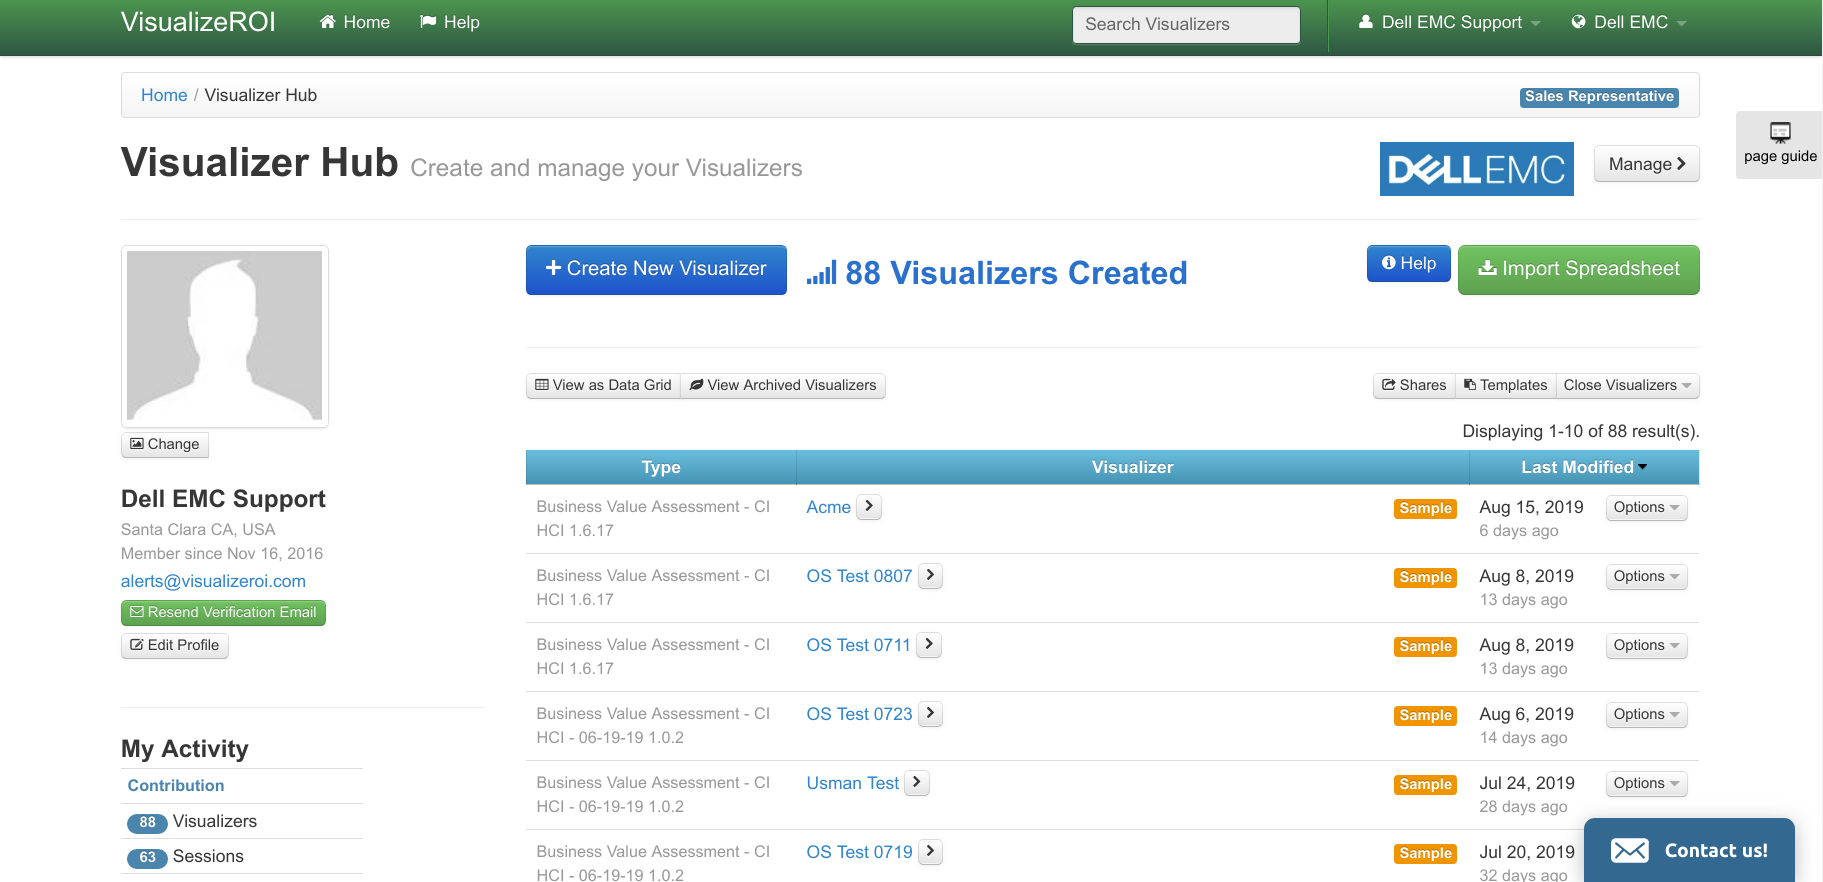 VisualizeROI Home Help Search Visualizers Dell EMC Support Dell EMC
Home / Visualizer Hub Sales Representative
page guide
Visualizer Hub Create and manage your Visualizers DELLEMC Manage
Create New Visualizer 88 Visualizers Created Help Import Spreadsheet
View as Data Grid View Archived Visualizers Shares Templates Close Visualizers
Change
Displaying 1-10 of 88 result(s).
Dell EMC Support
Santa Clara CA, USA
Member since Nov 16, 2016
alerts@visualizeroi.com
Resend Verification Email
Edit Profile
My Activity
Contribution
88 Visualizers
63 Sessions
Type Visualizer Last Modified
Business Value Assessment - CI Acme Sample Aug 15, 2019 Options
HCI 1.6.17 6 days ago
Business Value Assessment - CI OS Test 0807 Sample Aug 8, 2019 Options
HCI 1.6.17 13 days ago
Business Value Assessment - CI OS Test 0711 Sample Aug 8, 2019 Options
HCI 1.6.17 13 days ago
Business Value Assessment - CI OS Test 0723 Sample Aug 6, 2019 Options
HCI - 06-19-19 1.0.2 14 days ago
Business Value Assessment - CI Usman Test Sample Jul 24, 2019 Options
HCI - 06-19-19 1.0.2 28 days ago
Business Value Assessment - CI OS Test 0719 Sample Jul 20, 2019
HCI - 06-19-19 1.0.2 32 days ago
Contact us!